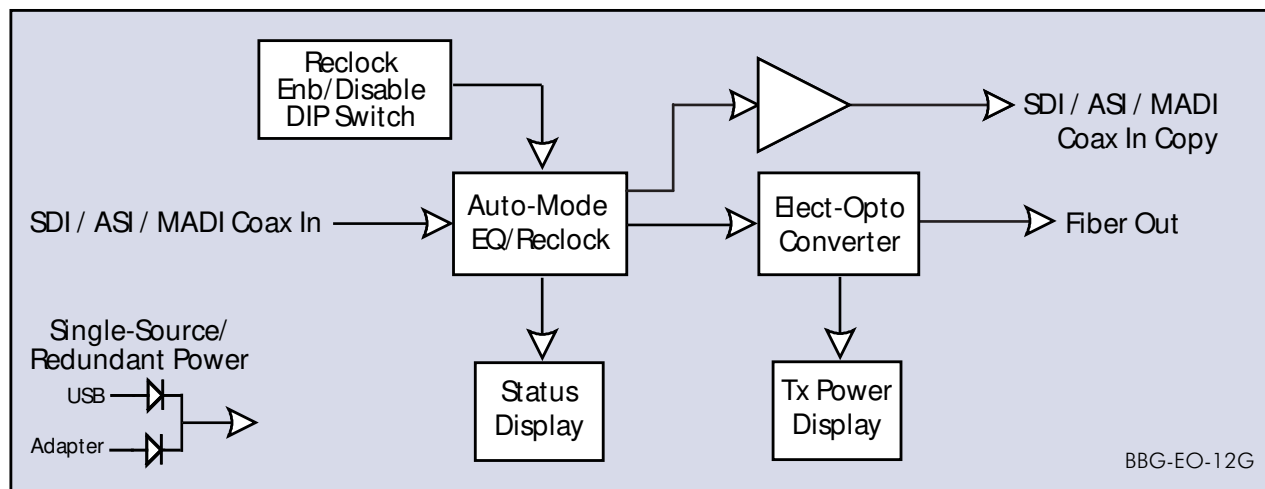 Reclock
Enb/Disable
DIP Switch
SDI / ASI / MADI
Coax In Copy
SDI / ASI / MADI Coax In
Auto-Mode
EQ/Reclock
Elect-Opto
Converter
Fiber Out
Single-Source/
Redundant Power
USB
Adapter
Status
Display
Tx Power
Display
BBG-EO-12G